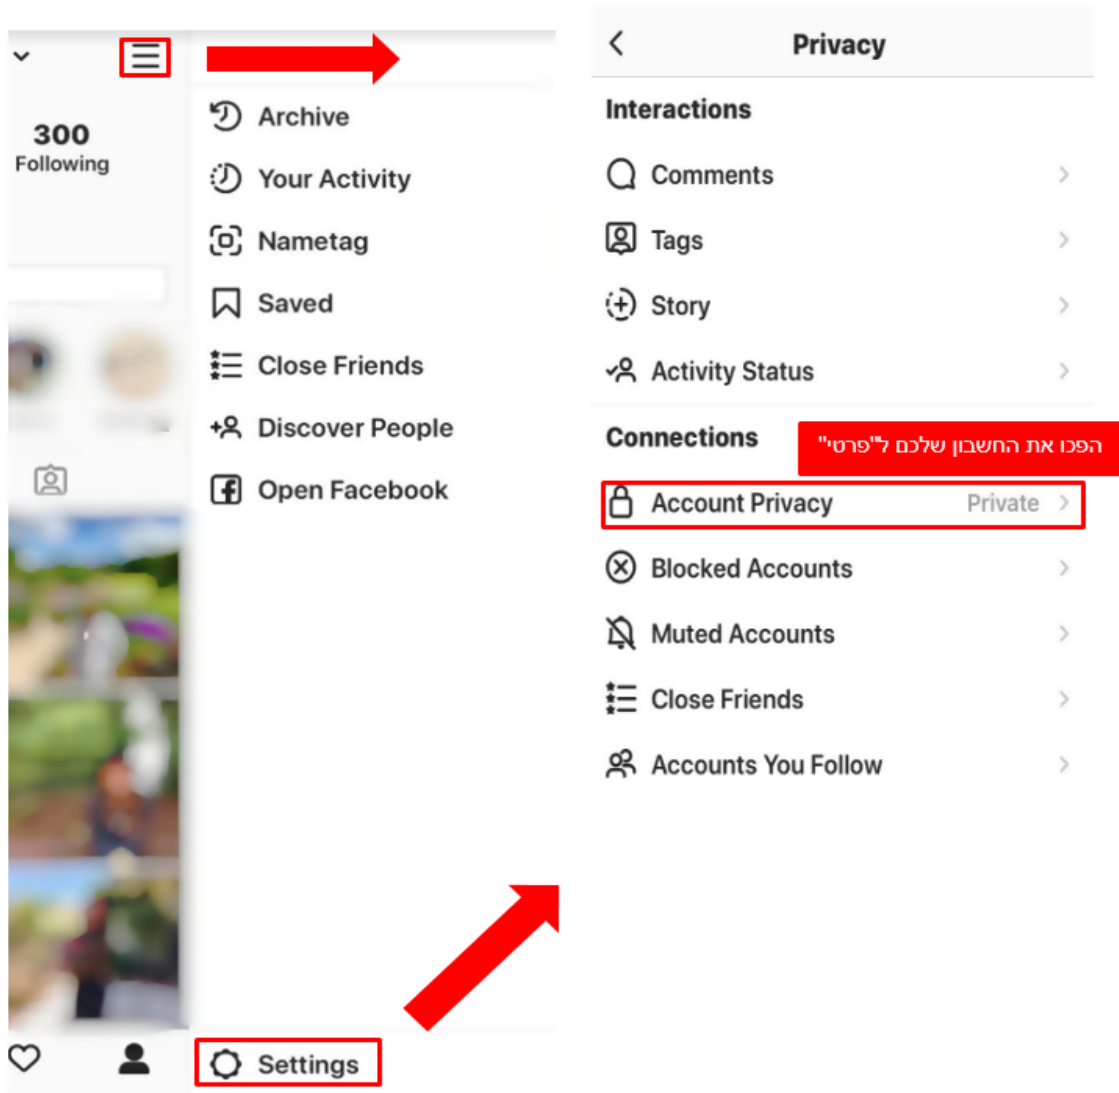 300
Following
Archive
Your Activity
Nametag
Saved
Close Friends
Discover People
Open Facebook
Settings
Privacy
Interactions
Comments
Tags
Story
Activity Status
Connections
הפכו את החשבון שלכם ל"פרטי"
Account Privacy Private
Blocked Accounts
Muted Accounts
Close Friends
Accounts You Follow